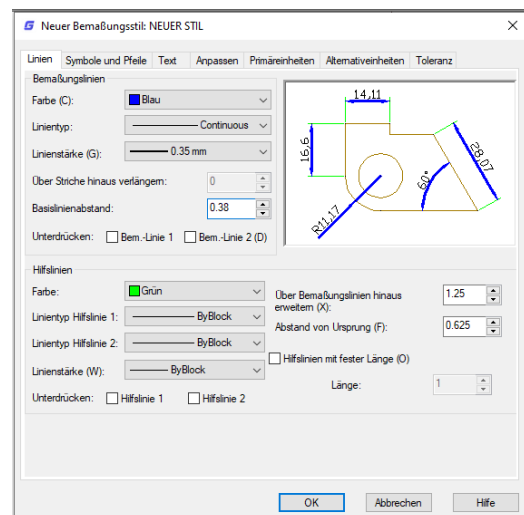 Neuer Bemaßungsstil: NEUER STIL
Linien Symbole und Pfeile Text Anpassen Primäreinheiten Alternativeinheiten Toleranz
Bemaßungslinien
Farbe (C): Blau
Linientyp: Continuous
Linienstärke (G): 0.35 mm
Über Striche hinaus verlängern: 0
Basislinienabstand: 0.38
Unterdrücken: Bem.-Linie 1 Bem.-Linie 2 (D)
14,11
16,6
28,07
60°
R11,17
Hilfslinien
Farbe: Grün
Linientyp Hilfslinie 1: ByBlock
Linientyp Hilfslinie 2: ByBlock
Linienstärke (W): ByBlock
Unterdrücken: Hilfslinie 1 Hilfslinie 2
Über Bemaßungslinien hinaus
erweitern (X): 1.25
Abstand von Ursprung (F): 0.625
Hilfslinien mit fester Länge (O)
Länge: 1
OK Abbrechen Hilfe